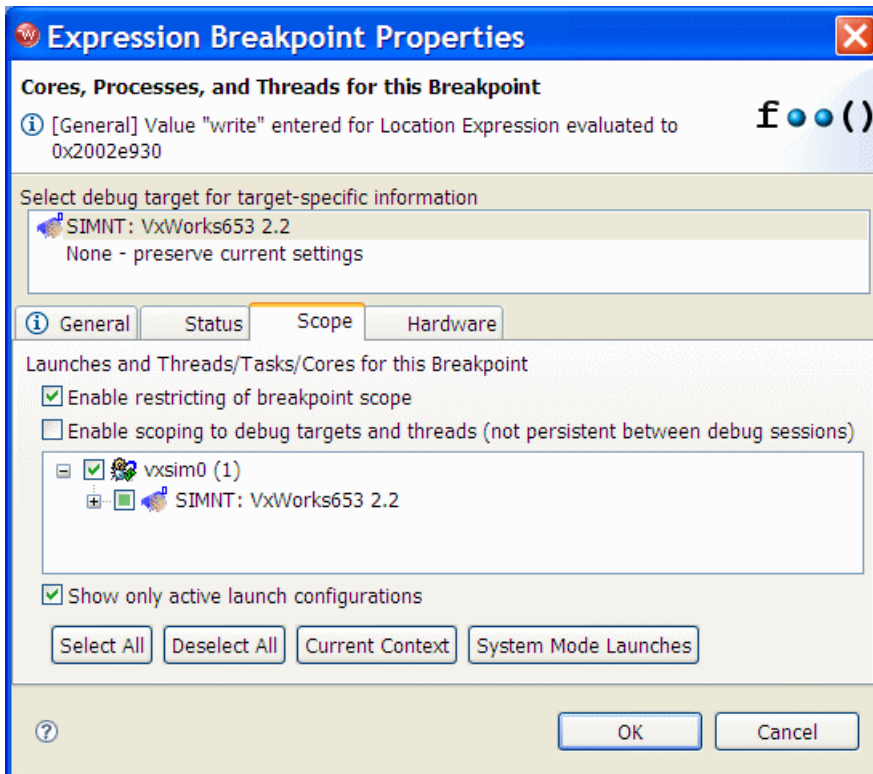 Expression Breakpoint Properties
Cores, Processes, and Threads for this Breakpoint
[General] Value "write" entered for Location Expression evaluated to
0x2002e930
foo()
Select debug target for target-specific information
SIMNT: VxWorks653 2.2
None - preserve current settings
General Status Scope Hardware
Launches and Threads/Tasks/Cores for this Breakpoint
Enable restricting of breakpoint scope
Enable scoping to debug targets and threads (not persistent between debug sessions)
vxsim0 (1)
SIMNT: VxWorks653 2.2
Show only active launch configurations
Select All Deselect All Current Context System Mode Launches
OK Cancel